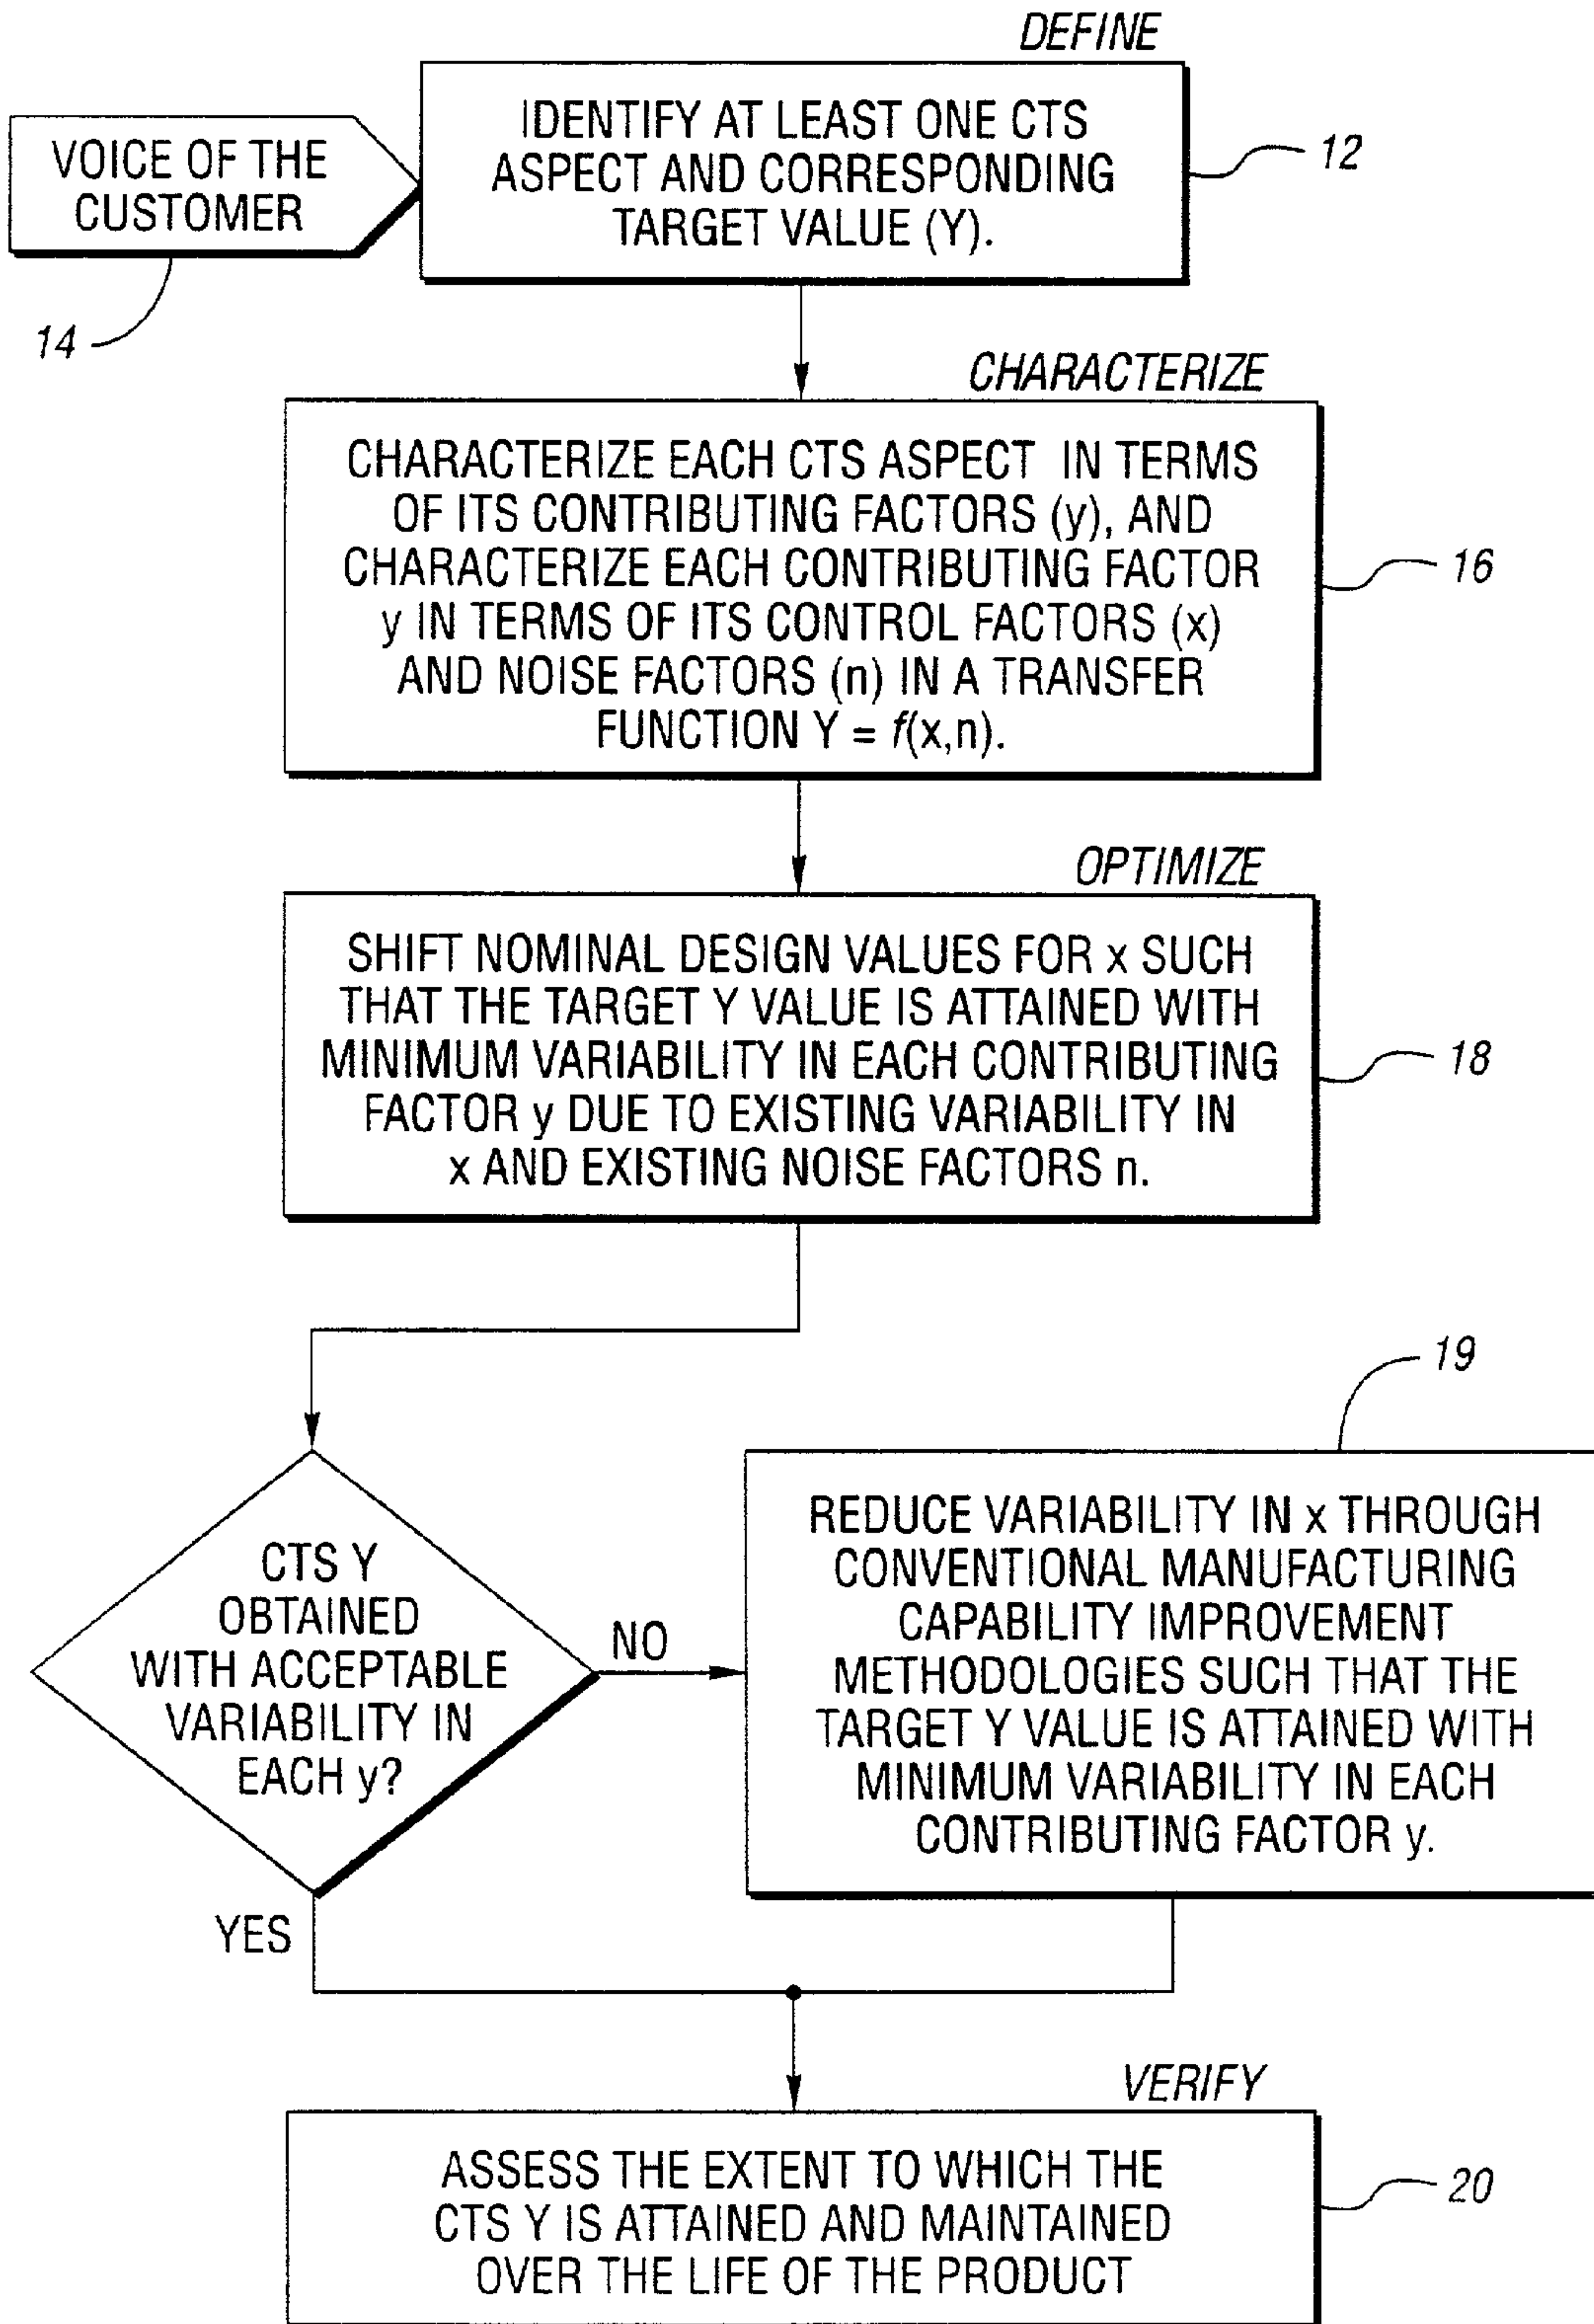 DEFINE
VOICE OF THE
CUSTOMER
14
IDENTIFY AT LEAST ONE CTS
ASPECT AND CORRESPONDING
TARGET VALUE (Y).
12
CHARACTERIZE
CHARACTERIZE EACH CTS ASPECT IN TERMS
OF ITS CONTRIBUTING FACTORS (y), AND
CHARACTERIZE EACH CONTRIBUTING FACTOR
y IN TERMS OF ITS CONTROL FACTORS (x)
AND NOISE FACTORS (n) IN A TRANSFER
FUNCTION Y = f(x,n).
16
OPTIMIZE
SHIFT NOMINAL DESIGN VALUES FOR x SUCH
THAT THE TARGET Y VALUE IS ATTAINED WITH
MINIMUM VARIABILITY IN EACH CONTRIBUTING
FACTOR y DUE TO EXISTING VARIABILITY IN
x AND EXISTING NOISE FACTORS n.
18
CTS Y
OBTAINED
WITH ACCEPTABLE
VARIABILITY IN
EACH y?
NO
YES
19
REDUCE VARIABILITY IN x THROUGH
CONVENTIONAL MANUFACTURING
CAPABILITY IMPROVEMENT
METHODOLOGIES SUCH THAT THE
TARGET Y VALUE IS ATTAINED WITH
MINIMUM VARIABILITY IN EACH
CONTRIBUTING FACTOR y.
VERIFY
ASSESS THE EXTENT TO WHICH THE
CTS Y IS ATTAINED AND MAINTAINED
OVER THE LIFE OF THE PRODUCT
20